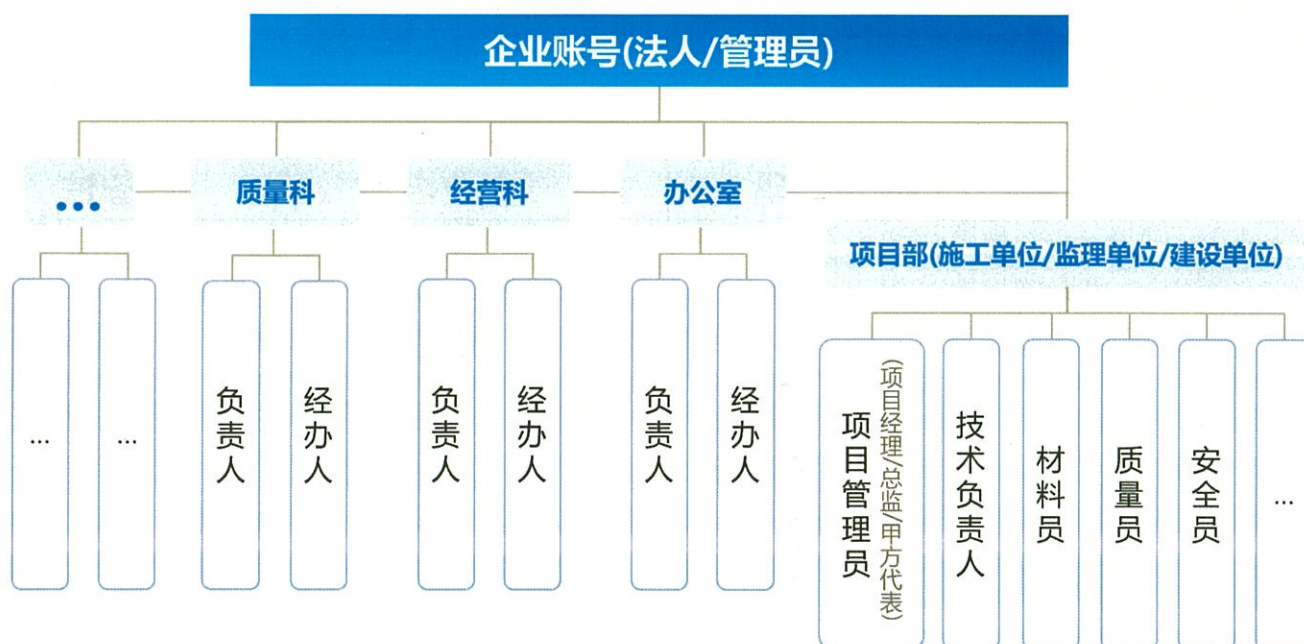 企业账号(法人/管理员)
...
质量科
经营科
办公室
项目部(施工单位/监理单位/建设单位)
...
...
负责人
经办人
负责人
经办人
负责人
经办人
项目管理员
(项目经理/总监/甲方代表)
技术负责人
材料员
质量员
安全员
...